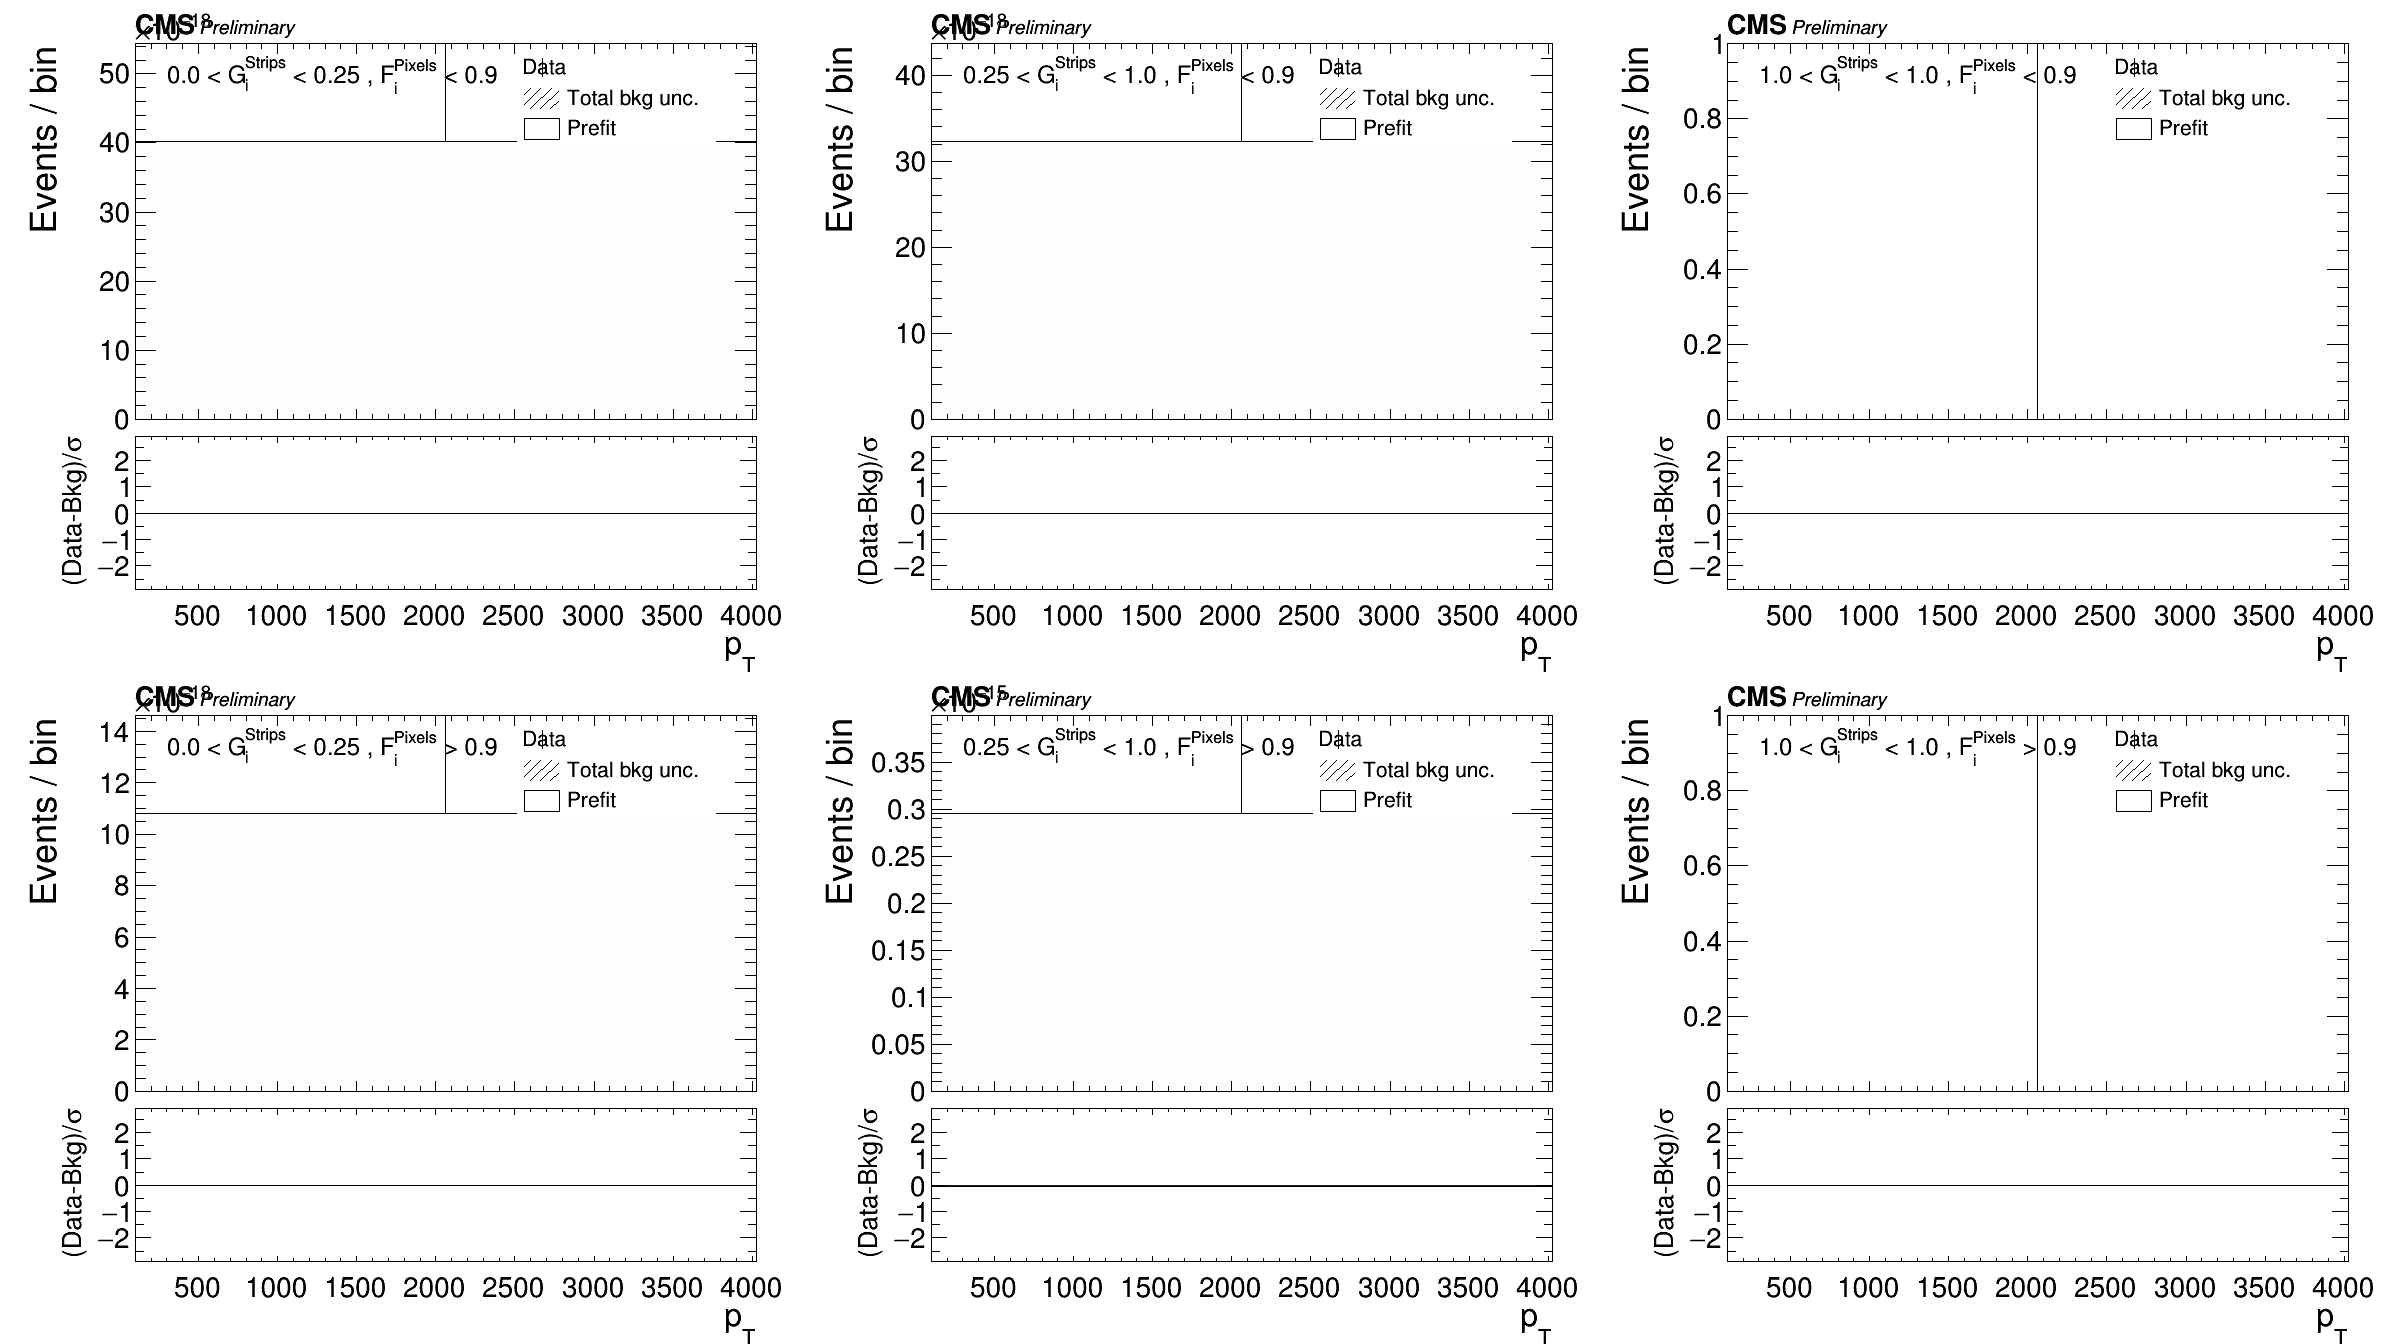 CMS Preliminary
×10^18
Events / bin
50
40
30
20
10
0
0.0 < G_i^Strips < 0.25 , F_i^Pixels < 0.9
Data
Total bkg unc.
Prefit
(Data-Bkg)/σ
2
1
0
−1
−2
500 1000 1500 2000 2500 3000 3500 4000
p_T
CMS Preliminary
×10^18
Events / bin
40
30
20
10
0
0.25 < G_i^Strips < 1.0 , F_i^Pixels < 0.9
Data
Total bkg unc.
Prefit
(Data-Bkg)/σ
2
1
0
−1
−2
500 1000 1500 2000 2500 3000 3500 4000
p_T
CMS Preliminary
Events / bin
1
0.8
0.6
0.4
0.2
0
1.0 < G_i^Strips < 1.0 , F_i^Pixels < 0.9
Data
Total bkg unc.
Prefit
(Data-Bkg)/σ
2
1
0
−1
−2
500 1000 1500 2000 2500 3000 3500 4000
p_T
CMS Preliminary
×10^18
Events / bin
14
12
10
8
6
4
2
0
0.0 < G_i^Strips < 0.25 , F_i^Pixels > 0.9
Data
Total bkg unc.
Prefit
(Data-Bkg)/σ
2
1
0
−1
−2
500 1000 1500 2000 2500 3000 3500 4000
p_T
CMS Preliminary
×10^15
Events / bin
0.35
0.3
0.25
0.2
0.15
0.1
0.05
0
0.25 < G_i^Strips < 1.0 , F_i^Pixels > 0.9
Data
Total bkg unc.
Prefit
(Data-Bkg)/σ
2
1
0
−1
−2
500 1000 1500 2000 2500 3000 3500 4000
p_T
CMS Preliminary
Events / bin
1
0.8
0.6
0.4
0.2
0
1.0 < G_i^Strips < 1.0 , F_i^Pixels > 0.9
Data
Total bkg unc.
Prefit
(Data-Bkg)/σ
2
1
0
−1
−2
500 1000 1500 2000 2500 3000 3500 4000
p_T